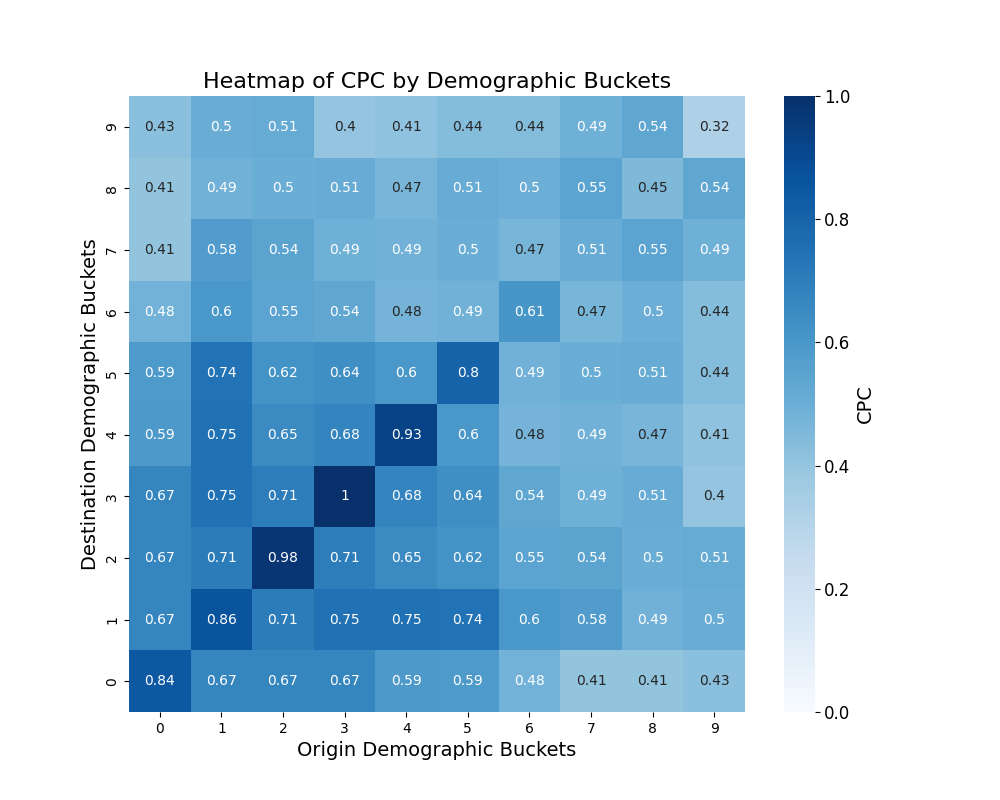 Heatmap of CPC by Demographic Buckets
Destination Demographic Buckets
9 0.43 0.5 0.51 0.4 0.41 0.44 0.44 0.49 0.54 0.32
8 0.41 0.49 0.5 0.51 0.47 0.51 0.5 0.55 0.45 0.54
7 0.41 0.58 0.54 0.49 0.49 0.5 0.47 0.51 0.55 0.49
6 0.48 0.6 0.55 0.54 0.48 0.49 0.61 0.47 0.5 0.44
5 0.59 0.74 0.62 0.64 0.6 0.8 0.49 0.5 0.51 0.44
4 0.59 0.75 0.65 0.68 0.93 0.6 0.48 0.49 0.47 0.41
3 0.67 0.75 0.71 1 0.68 0.64 0.54 0.49 0.51 0.4
2 0.67 0.71 0.98 0.71 0.65 0.62 0.55 0.54 0.5 0.51
1 0.67 0.86 0.71 0.75 0.75 0.74 0.6 0.58 0.49 0.5
0 0.84 0.67 0.67 0.67 0.59 0.59 0.48 0.41 0.41 0.43
0 1 2 3 4 5 6 7 8 9
Origin Demographic Buckets
1.0
0.8
0.6
0.4
0.2
0.0
CPC